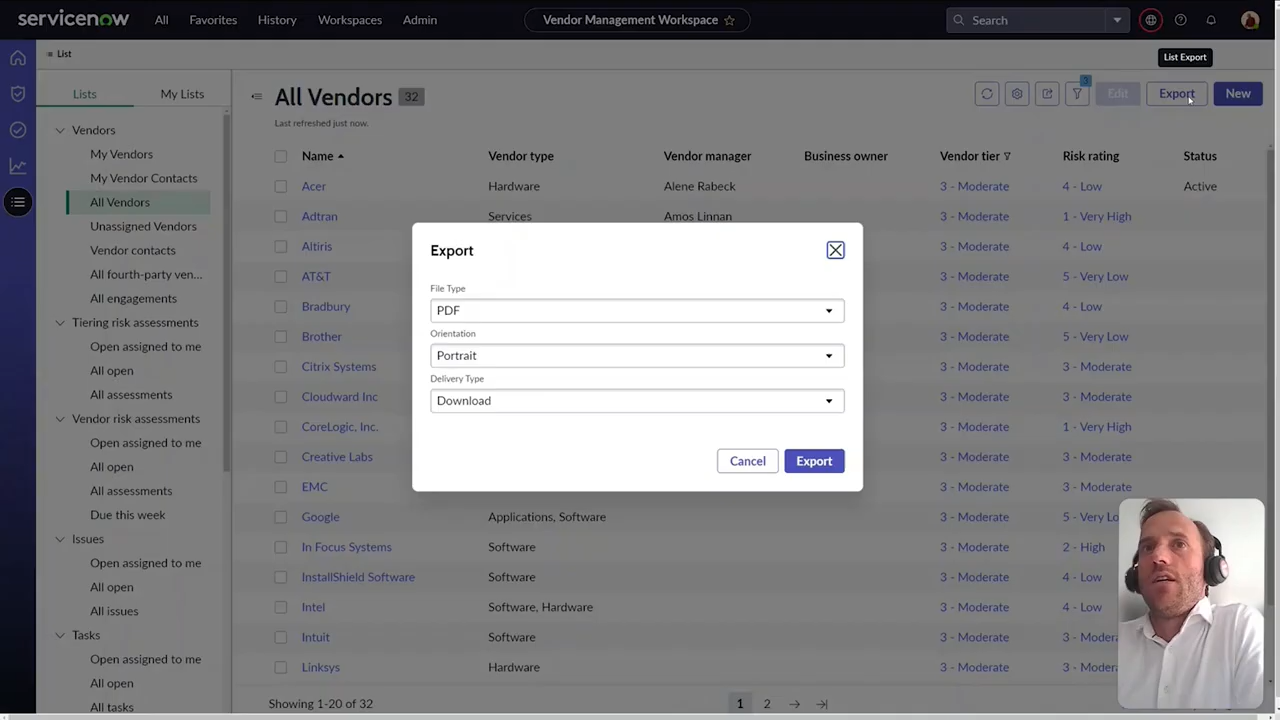 servicenow All Favorites History Workspaces Admin Vendor Management Workspace Search
List
List Export
Lists My Lists
All Vendors 32 3 Edit Export New
Last refreshed just now.
Vendors
My Vendors
My Vendor Contacts
All Vendors
Unassigned Vendors
Vendor contacts
All fourth-party ven...
All engagements
Tiering risk assessments
Open assigned to me
All open
All assessments
Vendor risk assessments
Open assigned to me
All open
All assessments
Due this week
Issues
Open assigned to me
All open
All issues
Tasks
Open assigned to me
All open
All tasks
Name Vendor type Vendor manager Business owner Vendor tier Risk rating Status
Acer Hardware Alene Rabeck 3 - Moderate 4 - Low Active
Adtran Services Amos Linnan 3 - Moderate 1 - Very High
Altiris 3 - Moderate 4 - Low
AT&T 3 - Moderate 5 - Very Low
Bradbury 3 - Moderate 4 - Low
Brother 3 - Moderate 5 - Very Low
Citrix Systems 3 - Moderate 3 - Moderate
Cloudward Inc 3 - Moderate 3 - Moderate
CoreLogic, Inc. 3 - Moderate 1 - Very High
Creative Labs 3 - Moderate 3 - Moderate
EMC 3 - Moderate 3 - Moderate
Google Applications, Software 3 - Moderate 5 - Very Lo
In Focus Systems Software 3 - Moderate 2 - High
InstallShield Software Software 3 - Moderate 4 - Low
Intel Software, Hardware 3 - Moderate 4 - Low
Intuit Software 3 - Moderate 3 - Modera
Linksys Hardware 3 - Moderate 3 - Modera
Showing 1-20 of 32 1 2
Export
File Type
PDF
Orientation
Portrait
Delivery Type
Download
Cancel Export